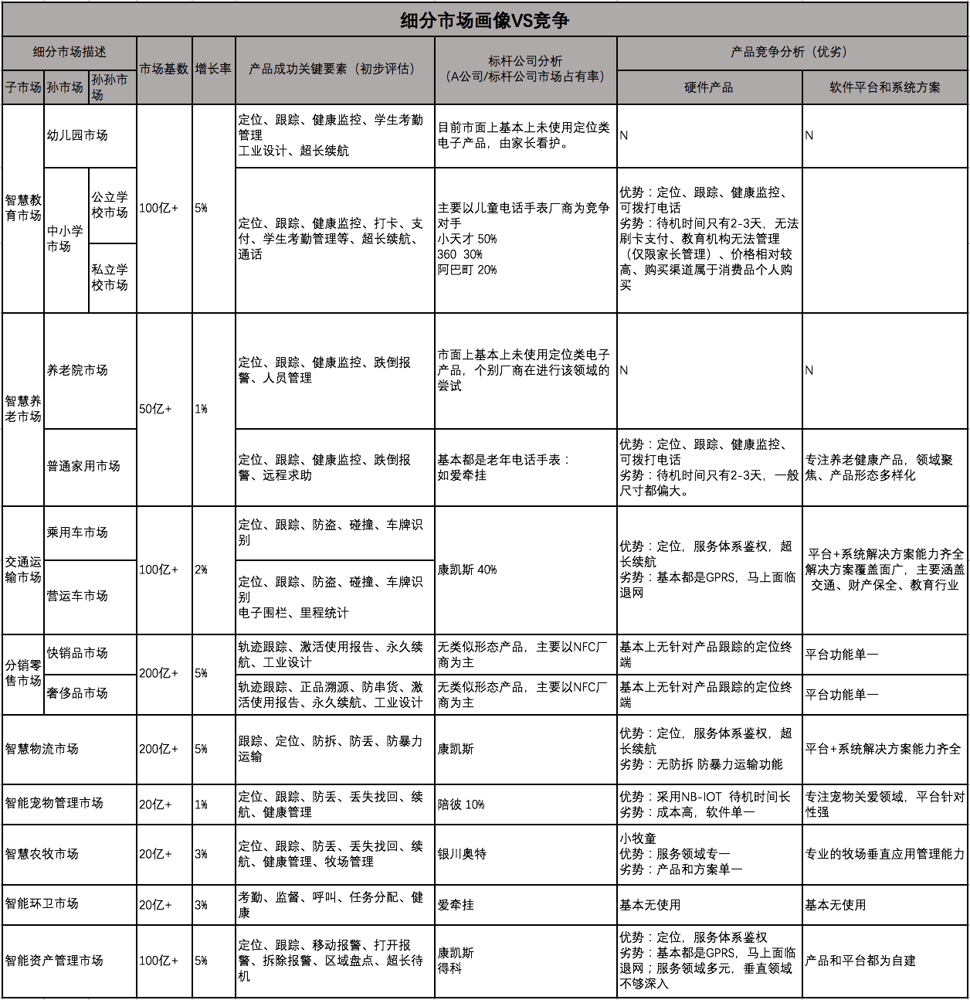 细分市场画像VS竞争
细分市场描述
市场基数
增长率
产品成功关键要素（初步评估）
标杆公司分析
（A公司/标杆公司市场占有率）
产品竞争分析（优劣）
子市场
孙市场
孙孙市
场
硬件产品
软件平台和系统方案
智慧教
育市场
幼儿园市场
100亿+
5%
定位、跟踪、健康监控、学生考勤
管理
工业设计、超长续航
目前市面上基本上未使用定位类
电子产品，由家长看护。
N
N
中小学
市场
公立学
校市场
私立学
校市场
定位、跟踪、健康监控、打卡、支
付、学生考勤管理等、超长续航、
通话
主要以儿童电话手表厂商为竞争
对手
小天才 50%
360 30%
阿巴町 20%
优势：定位、跟踪、健康监控、
可拨打电话
劣势：待机时间只有2-3天，无法
刷卡支付、教育机构无法管理
（仅限家长管理）、价格相对较
高、购买渠道属于消费品个人购
买
智慧养
老市场
养老院市场
50亿+
1%
定位、跟踪、健康监控、跌倒报
警、人员管理
市面上基本上未使用定位类电子
产品，个别厂商在进行该领域的
尝试
N
N
普通家用市场
定位、跟踪、健康监控、跌倒报
警、远程求助
基本都是老年电话手表：
如爱牵挂
优势：定位、跟踪、健康监控、
可拨打电话
劣势：待机时间只有2-3天，一般
尺寸都偏大。
专注养老健康产品，领域聚
焦、产品形态多样化
交通运
输市场
乘用车市场
100亿+
2%
定位、跟踪、防盗、碰撞、车牌识
别
康凯斯 40%
优势：定位，服务体系鉴权，超
长续航
劣势：基本都是GPRS，马上面临
退网
平台+系统解决方案能力齐全
解决方案覆盖面广，主要涵盖
交通、财产保全、教育行业
营运车市场
定位、跟踪、防盗、碰撞、车牌识
别
电子围栏、里程统计
分销零
售市场
快销品市场
200亿+
5%
轨迹跟踪、激活使用报告、永久续
航、工业设计
无类似形态产品，主要以NFC厂
商为主
基本上无针对产品跟踪的定位终
端
平台功能单一
奢侈品市场
轨迹跟踪、正品溯源、防串货、激
活使用报告、永久续航、工业设计
无类似形态产品，主要以NFC厂
商为主
基本上无针对产品跟踪的定位终
端
平台功能单一
智慧物流市场
200亿+
5%
跟踪、定位、防拆、防丢、防暴力
运输
康凯斯
优势：定位，服务体系鉴权，超
长续航
劣势：无防拆 防暴力运输功能
平台+系统解决方案能力齐全
智能宠物管理市场
20亿+
1%
定位、跟踪、防丢、丢失找回、续
航、健康管理
陪彼 10%
优势：采用NB-IOT 待机时间长
劣势：成本高，软件单一
专注宠物关爱领域，平台针对
性强
智慧农牧市场
20亿+
3%
定位、跟踪、防丢、丢失找回、续
航、健康管理、牧场管理
银川奥特
小牧童
优势：服务领域专一
劣势：产品和方案单一
专业的牧场垂直应用管理能力
智能环卫市场
20亿+
3%
考勤、监督、呼叫、任务分配、健
康
爱牵挂
基本无使用
基本无使用
智能资产管理市场
100亿+
5%
定位、跟踪、移动报警、打开报
警、拆除报警、区域盘点、超长待
机
康凯斯
得科
优势：定位，服务体系鉴权
劣势：基本都是GPRS，马上面临
退网；服务领域多元，垂直领域
不够深入
产品和平台都为自建